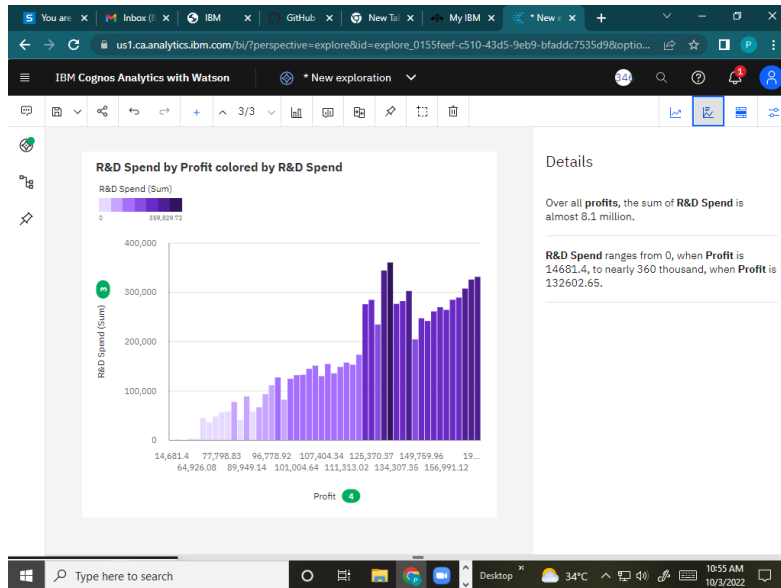 You are
Inbox (
IBM
GitHub
New Ta
My IBM
* New e
us1.ca.analytics.ibm.com/bi/?perspective=explore&id=explore_0155feef-c510-43d5-9eb9-bfaddc7535d9&optio...
P
IBM Cognos Analytics with Watson
* New exploration
346
1
3/3
R&D Spend by Profit colored by R&D Spend
R&D Spend (Sum)
0
359,829.72
400,000
300,000
200,000
100,000
0
R&D Spend (Sum)
3
14,681.4 77,798.83 96,778.92 107,404.34 125,370.37 149,759.96 19...
64,926.08 89,949.14 101,004.64 111,313.02 134,307.35 156,991.12
Profit 4
Details
Over all profits, the sum of R&D Spend is
almost 8.1 million.
R&D Spend ranges from 0, when Profit is
14681.4, to nearly 360 thousand, when Profit is
132602.65.
Type here to search
Desktop
34°C
10:55 AM
10/3/2022